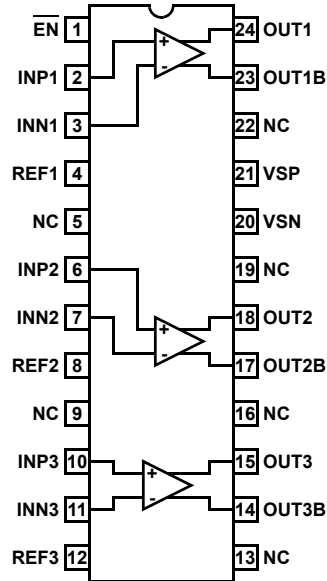 EN 1
INP1 2
INN1 3
REF1 4
NC 5
INP2 6
INN2 7
REF2 8
NC 9
INP3 10
INN3 11
REF3 12
24 OUT1
23 OUT1B
22 NC
21 VSP
20 VSN
19 NC
18 OUT2
17 OUT2B
16 NC
15 OUT3
14 OUT3B
13 NC
+
-
+
-
+
-